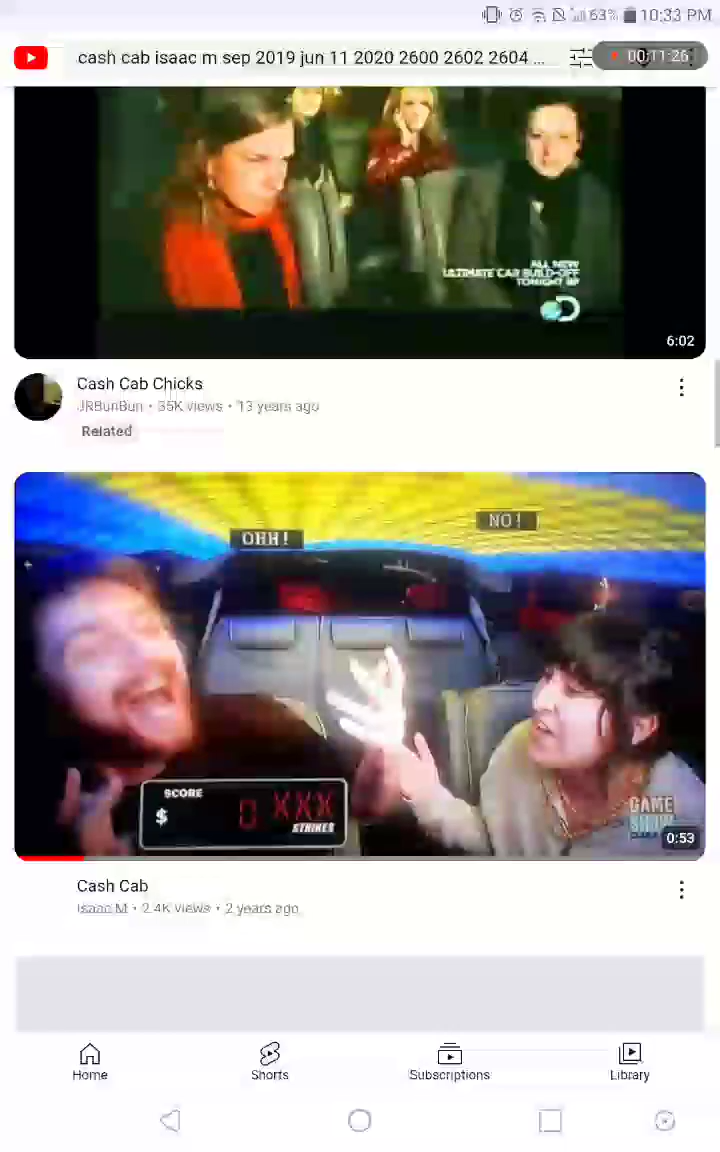 63% 10:33 PM
cash cab isaac m sep 2019 jun 11 2020 2600 2602 2604 ...
00:11:26
ALL NEW
ULTIMATE CAR BUILD-OFF
TONIGHT 9P
6:02
Cash Cab Chicks
JRBunBun • 35K views • 13 years ago
Related
OHH!
NO!
SCORE
$ 0 XXX
STRIKES
GAME
SHOW
0:53
Cash Cab
Isaac M • 2.4K views • 2 years ago
Home
Shorts
Subscriptions
Library